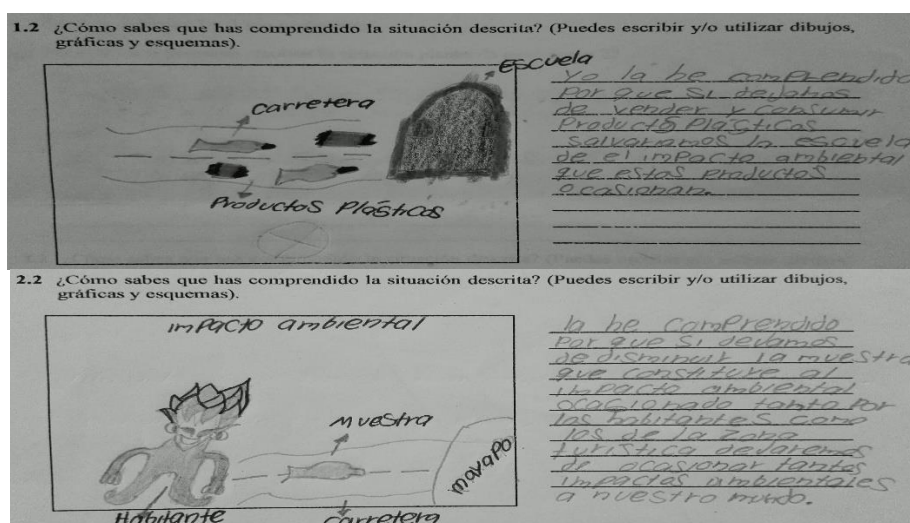 1.2 ¿Cómo sabes que has comprendido la situación descrita? (Puedes escribir y/o utilizar dibujos,
gráficas y esquemas).
escuela
carretera
Productos Plásticos
Yo la he comprendido
Por que si dejamos
de vender y consumir
Productos Plásticos
salvaríamos la escuela
de el imPacto ambiental
que estos Productos
ocasionan.
2.2 ¿Cómo sabes que has comprendido la situación descrita? (Puedes escribir y/o utilizar dibujos,
gráficas y esquemas).
imPacto ambiental
muestra
mayaPo
Habitante
carretera
la he comPrendido
Por que si devamos
de disminuir la muestra
que constituye al
imPacto ambiental
ocacionado tanto Por
los habitantes como
los de la zona
turística devaremos
de ocasionar tantos
impactos ambientales
a nuestro mundo.